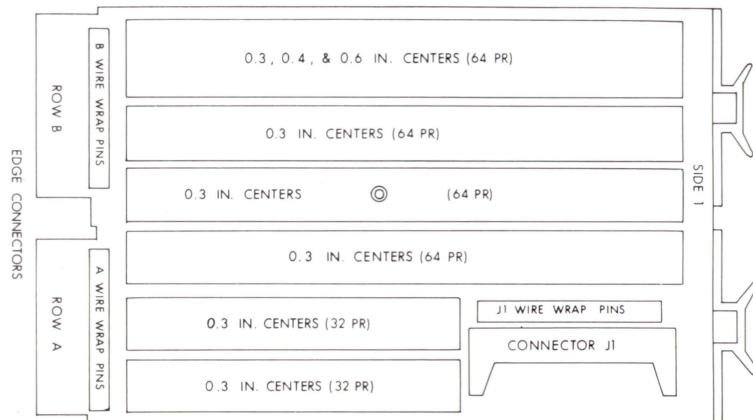 EDGE CONNECTORS
ROW B
B WIRE WRAP PINS
0.3, 0.4, & 0.6 IN. CENTERS (64 PR)
0.3 IN. CENTERS (64 PR)
0.3 IN. CENTERS (64 PR)
0.3 IN. CENTERS (64 PR)
SIDE 1
ROW A
A WIRE WRAP PINS
0.3 IN. CENTERS (32 PR)
0.3 IN. CENTERS (32 PR)
J1 WIRE WRAP PINS
CONNECTOR J1